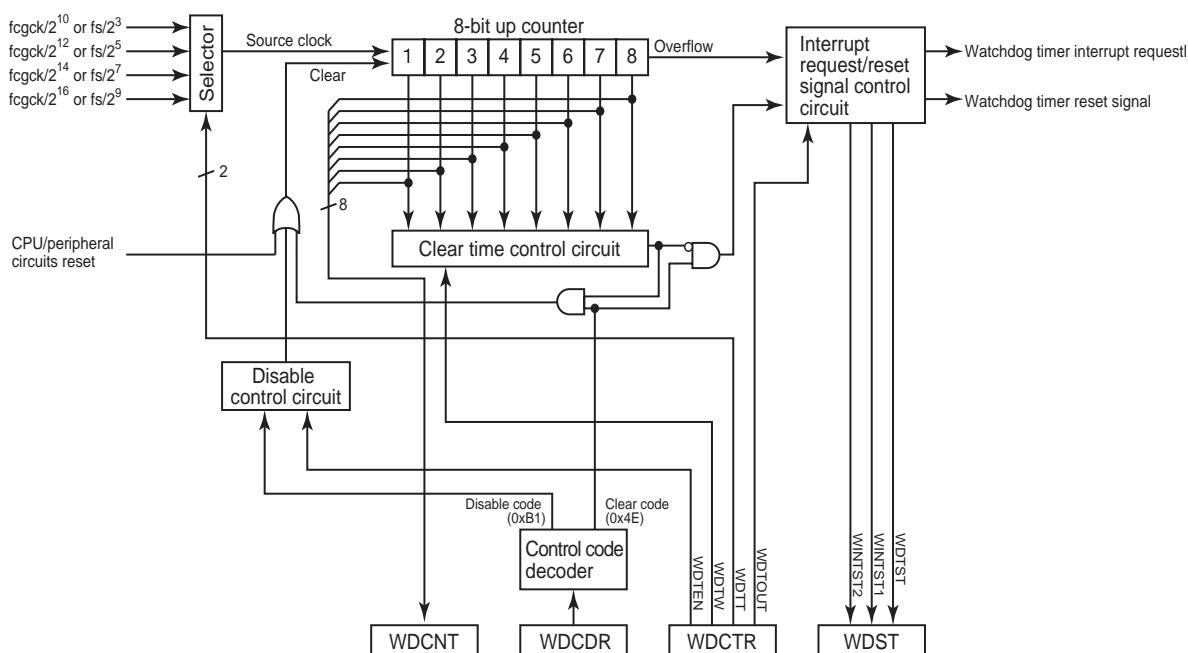 8-bit up counter
fcgck/2^10 or fs/2^3
fcgck/2^12 or fs/2^5
fcgck/2^14 or fs/2^7
fcgck/2^16 or fs/2^9
Selector
Source clock
Clear
1 2 3 4 5 6 7 8
Overflow
Interrupt
request/reset
signal control
circuit
Watchdog timer interrupt requestl
Watchdog timer reset signal
2
8
CPU/peripheral
circuits reset
Clear time control circuit
Disable
control circuit
Disable code
(0xB1)
Clear code
(0x4E)
Control code
decoder
WDTEN
WDTW
WDTT
WDTOUT
WINTST2
WINTST1
WDTST
WDCNT
WDCDR
WDCTR
WDST